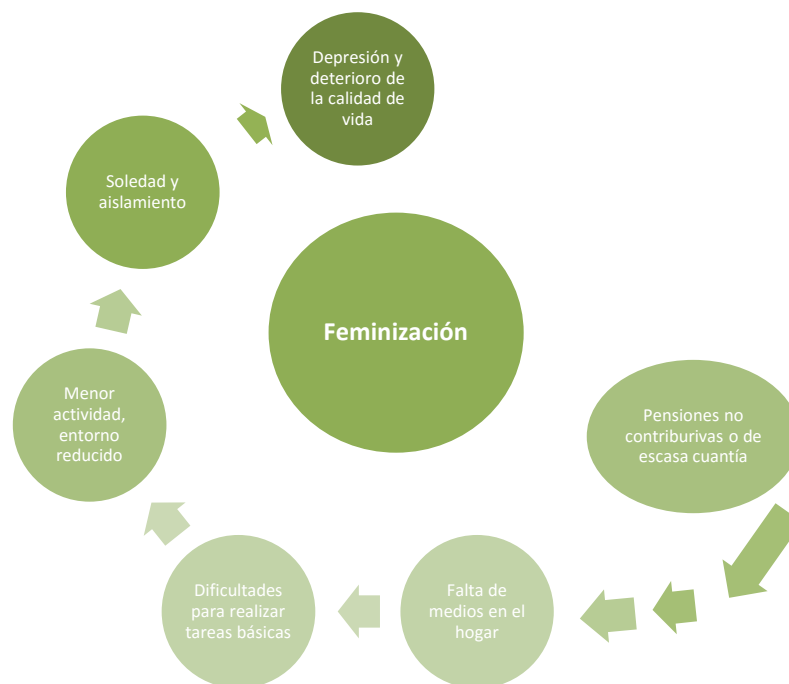 Depresión y
deterioro de
la calidad de
vida
Soledad y
aislamiento
Feminización
Menor
actividad,
entorno
reducido
Pensiones no
contriburivas o de
escasa cuantía
Dificultades
para realizar
tareas básicas
Falta de
medios en el
hogar